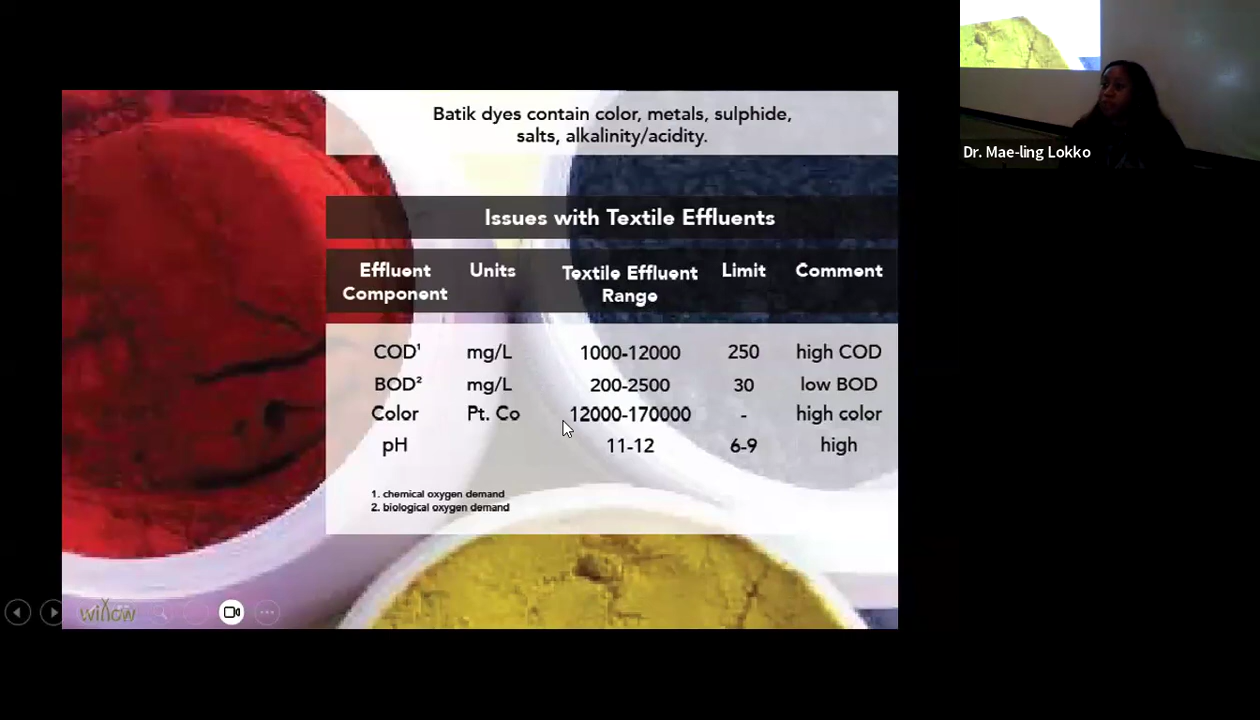 Batik dyes contain color, metals, sulphide,
salts, alkalinity/acidity.
Issues with Textile Effluents
Effluent Component Units Textile Effluent Range Limit Comment
COD¹ mg/L 1000-12000 250 high COD
BOD² mg/L 200-2500 30 low BOD
Color Pt. Co 12000-170000 - high color
pH 11-12 6-9 high
1. chemical oxygen demand
2. biological oxygen demand
willow
Dr. Mae-ling Lokko